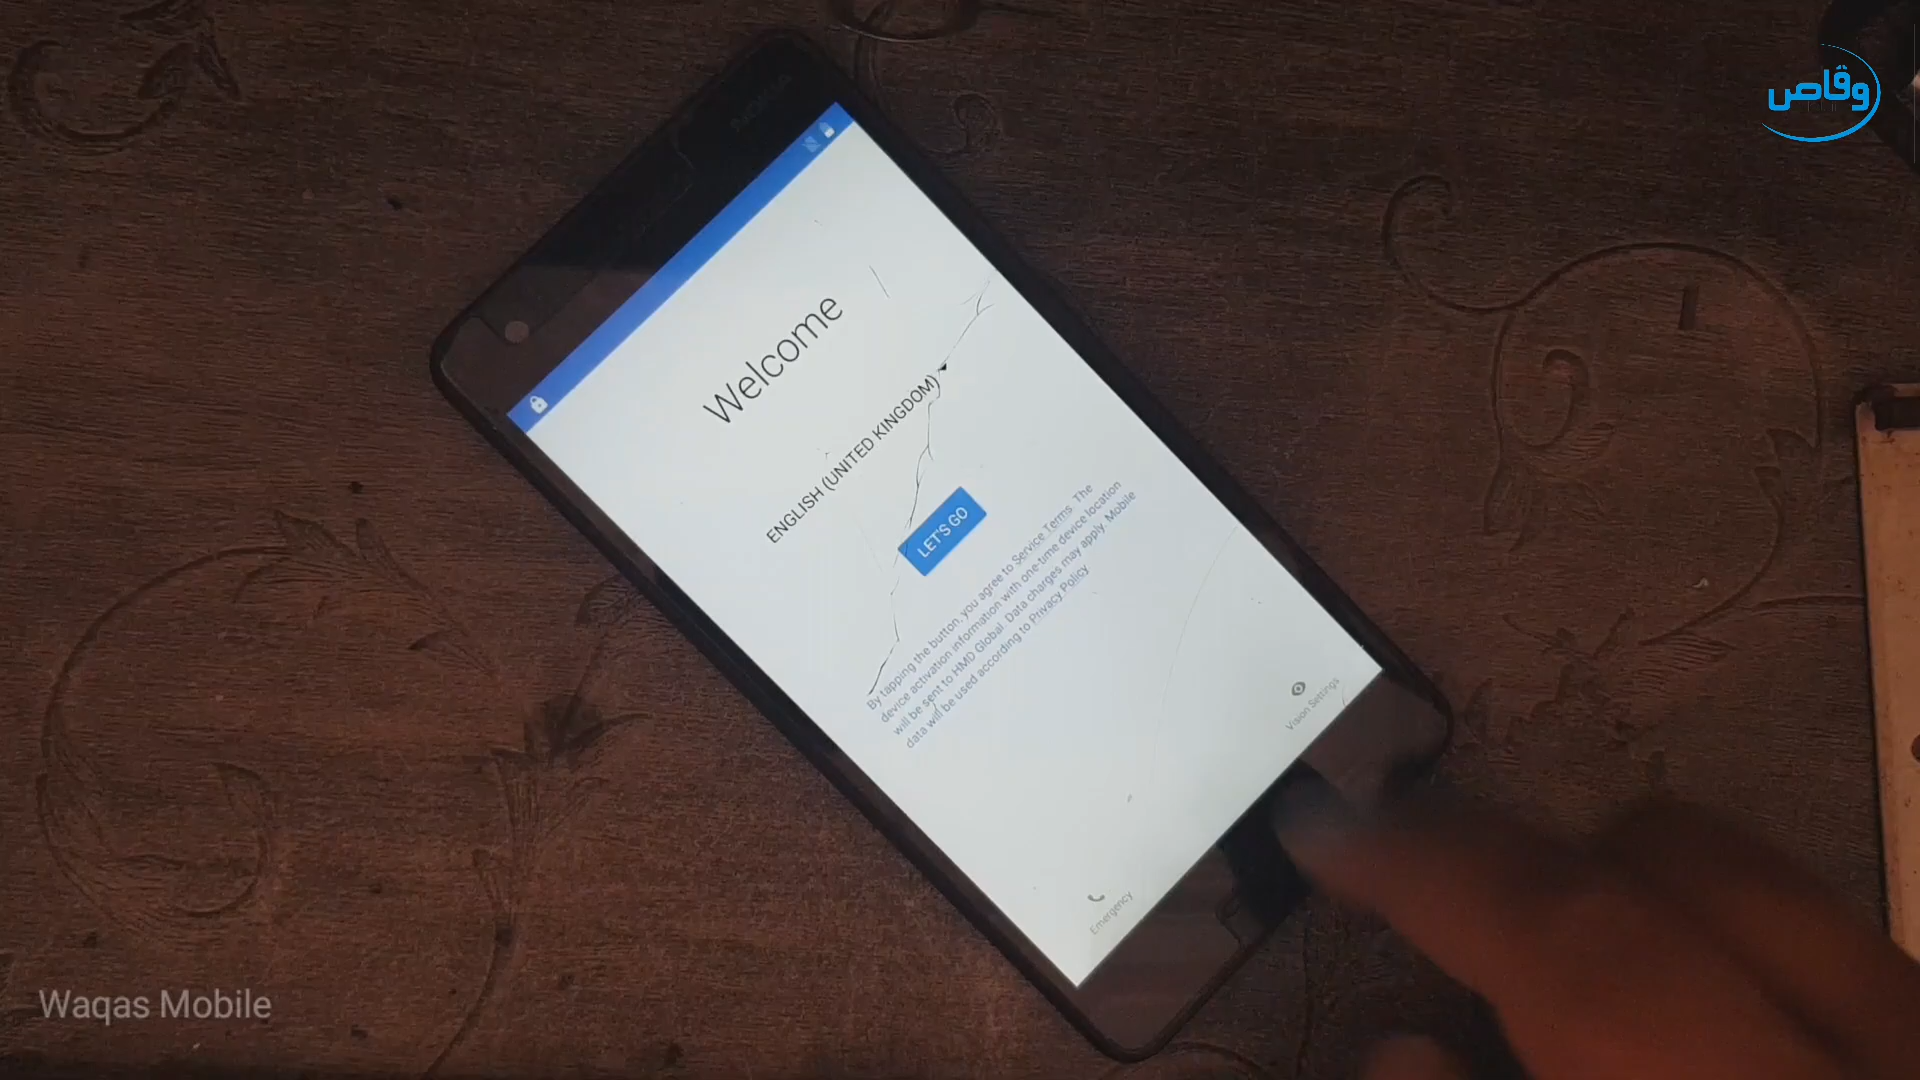 وقاص
NOKIA
Welcome
ENGLISH (UNITED KINGDOM)
LET'S GO
By tapping the button, you agree to Service Terms. The
device activation information with one-time device location
will be sent to HMD Global. Data charges may apply. Mobile
data will be used according to Privacy Policy
Vision Settings
Emergency
Waqas Mobile